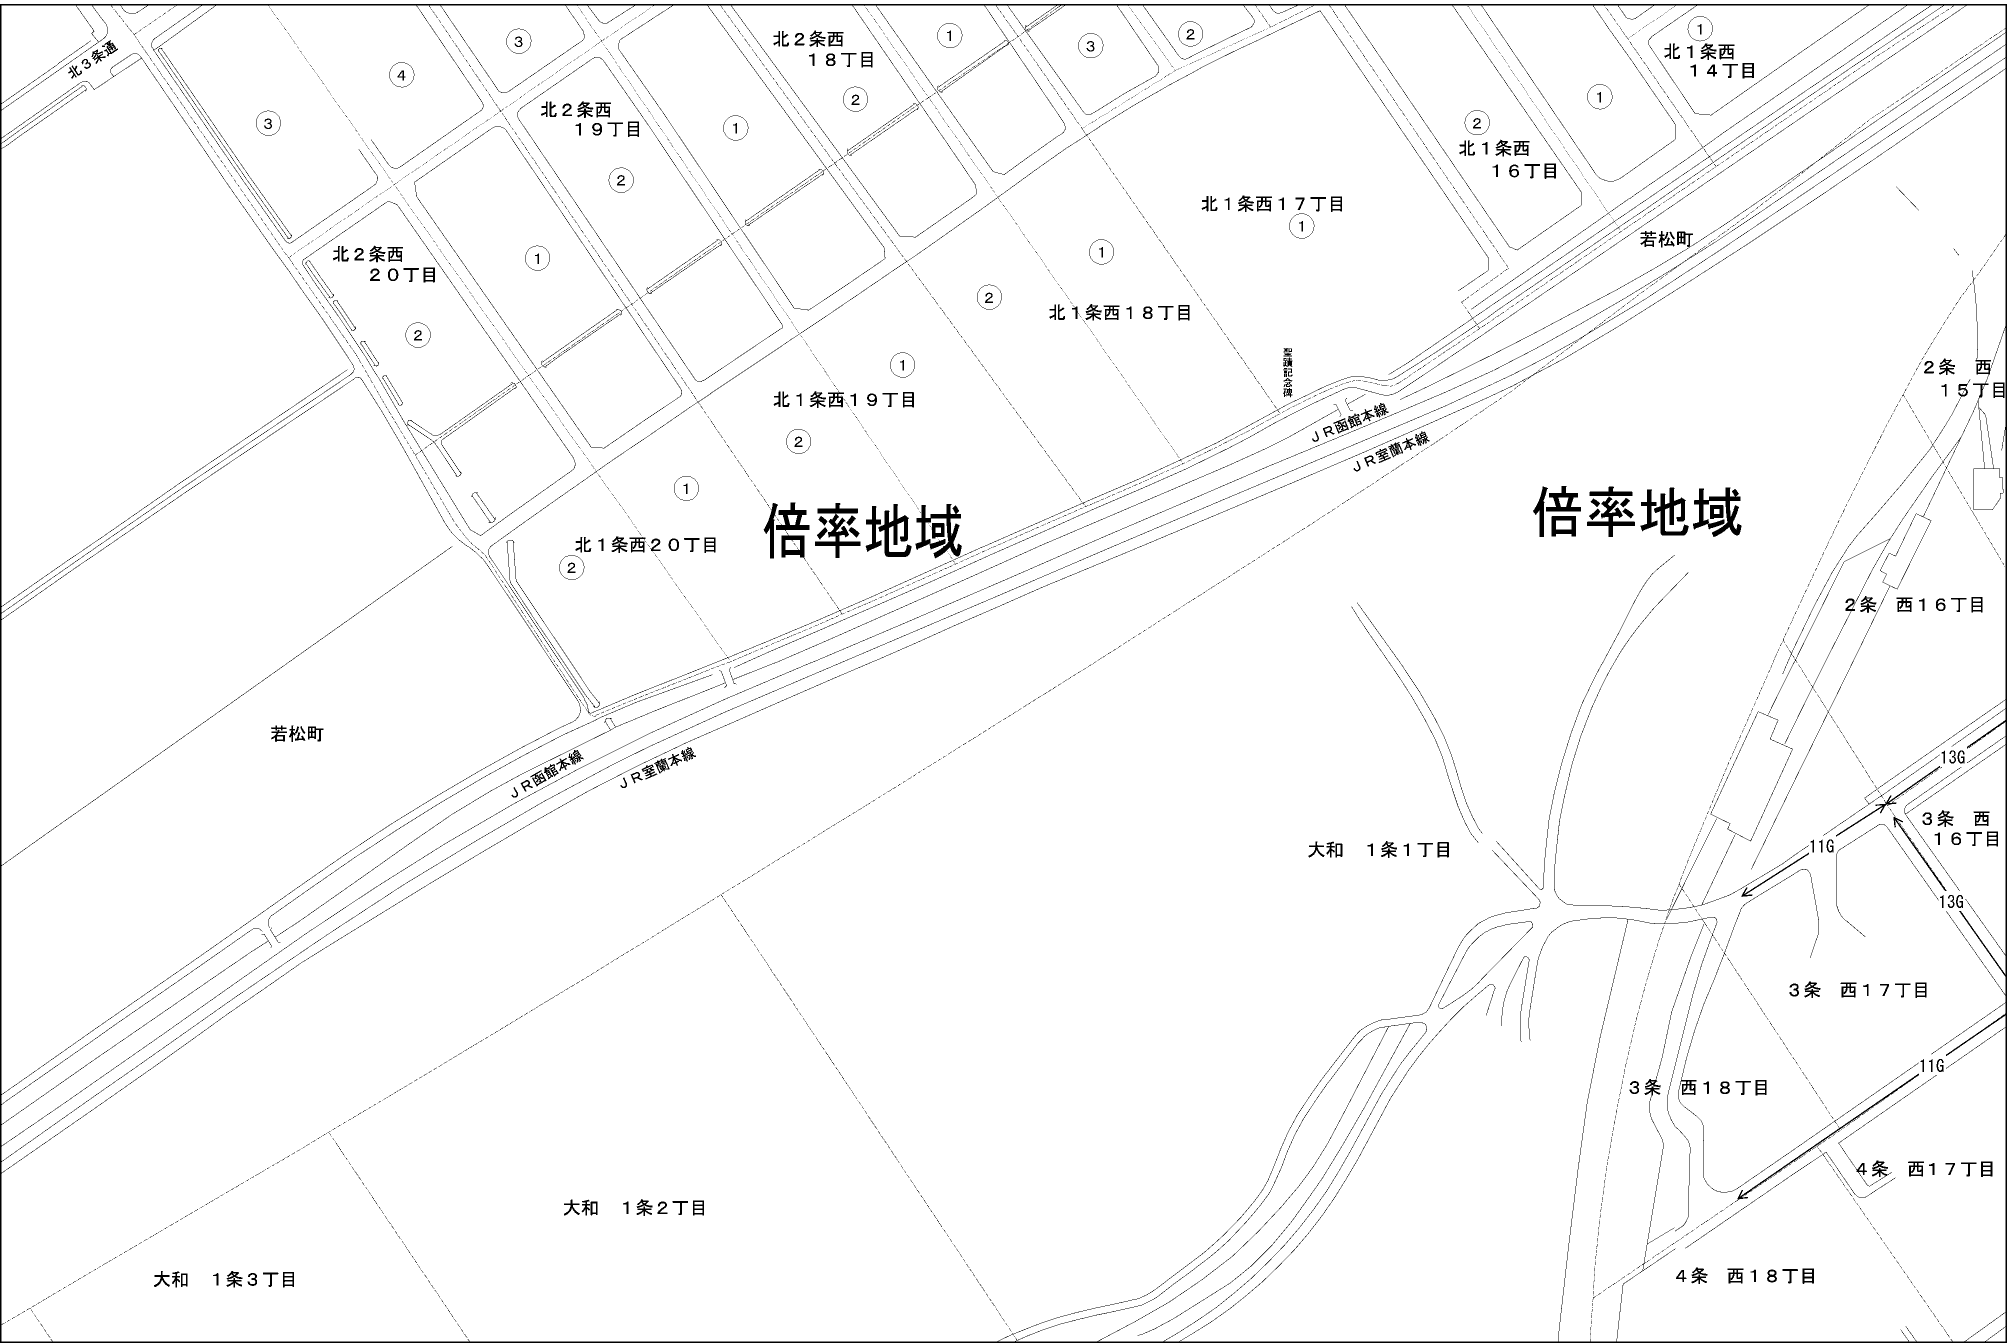 北３条通
③
④
③
北２条西
１９丁目
②
①
北２条西
１８丁目
②
①
③
②
①
北１条西
１４丁目
①
②
北１条西
１６丁目
北２条西
２０丁目
②
①
北１条西１７丁目
①
若松町
①
②
北１条西１８丁目
聖蹟記念碑
２条　西
１５丁目
①
北１条西１９丁目
②
ＪＲ函館本線
ＪＲ室蘭本線
①
倍率地域
倍率地域
北１条西２０丁目
②
２条　西１６丁目
若松町
ＪＲ函館本線
ＪＲ室蘭本線
13G
３条　西
１６丁目
11G
大和　１条１丁目
13G
３条　西１７丁目
11G
３条　西１８丁目
４条　西１７丁目
大和　１条２丁目
大和　１条３丁目
４条　西１８丁目